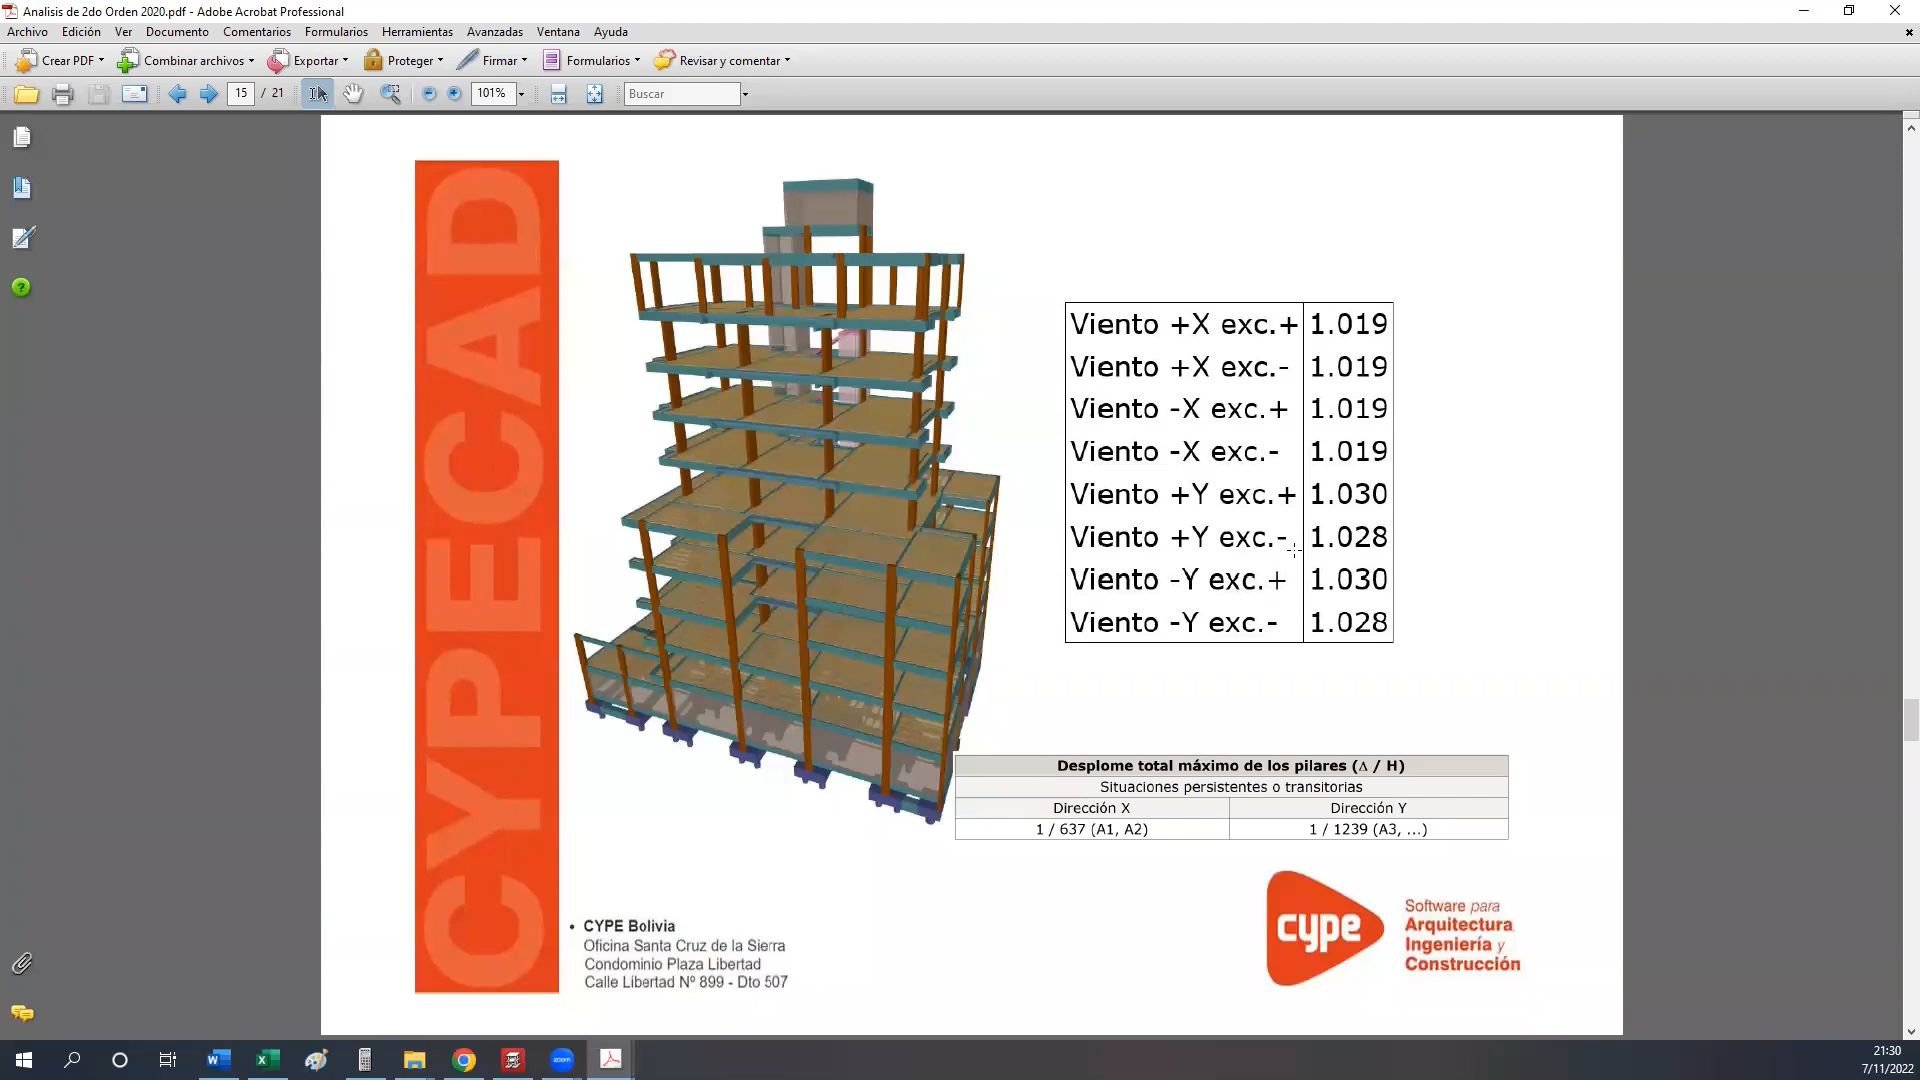 Analisis de 2do Orden 2020.pdf - Adobe Acrobat Professional
Archivo Edición Ver Documento Comentarios Formularios Herramientas Avanzadas Ventana Ayuda
Crear PDF Combinar archivos Exportar Proteger Firmar Formularios Revisar y comentar
15 / 21 101% Buscar
CYPECAD
Viento +X exc.+ 1.019
Viento +X exc.- 1.019
Viento -X exc.+ 1.019
Viento -X exc.- 1.019
Viento +Y exc.+ 1.030
Viento +Y exc.- 1.028
Viento -Y exc.+ 1.030
Viento -Y exc.- 1.028
Desplome total máximo de los pilares (Δ / H)
Situaciones persistentes o transitorias
Dirección X Dirección Y
1 / 637 (A1, A2) 1 / 1239 (A3, ...)
• CYPE Bolivia
Oficina Santa Cruz de la Sierra
Condominio Plaza Libertad
Calle Libertad Nº 899 - Dto 507
cype
Software para
Arquitectura,
Ingeniería y
Construcción
zoom
21:30
7/11/2022